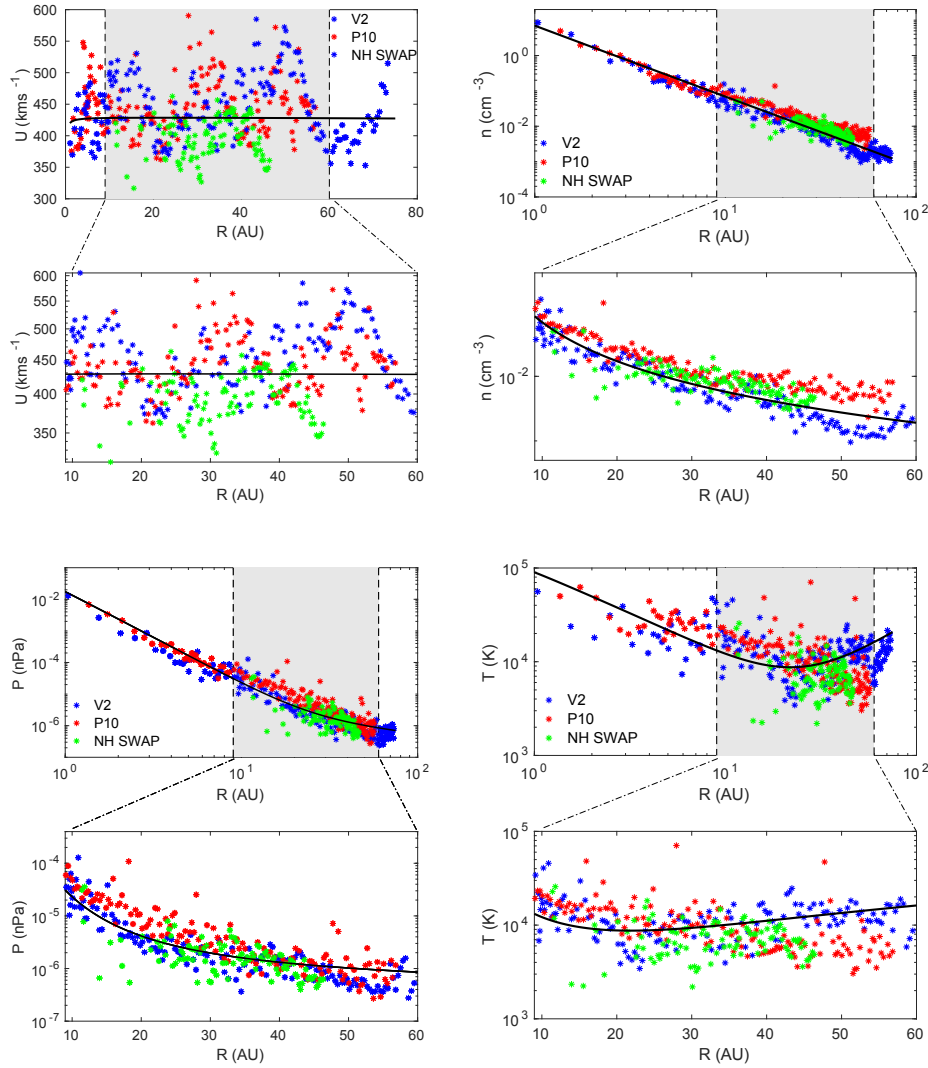 600
550
500
450
400
350
300
U (kms⁻¹)
V2
P10
NH SWAP
0 20 40 60 80
R (AU)
10⁰
10⁻²
10⁻⁴
n (cm⁻³)
V2
P10
NH SWAP
10⁰ 10¹ 10²
R (AU)
600
550
500
450
400
350
U (kms⁻¹)
10 20 30 40 50 60
R (AU)
10⁻²
n (cm⁻³)
10 20 30 40 50 60
R (AU)
10⁻²
10⁻⁴
10⁻⁶
P (nPa)
V2
P10
NH SWAP
10⁰ 10¹ 10²
R (AU)
10⁵
10⁴
10³
T (K)
V2
P10
NH SWAP
10⁰ 10¹ 10²
R (AU)
10⁻⁴
10⁻⁵
10⁻⁶
10⁻⁷
P (nPa)
10 20 30 40 50 60
R (AU)
10⁵
10⁴
10³
T (K)
10 20 30 40 50 60
R (AU)